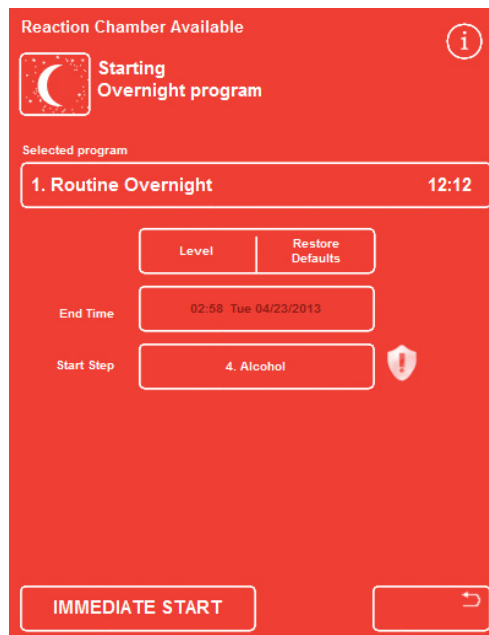 Reaction Chamber Available
i
Starting
Overnight program
Selected program
1. Routine Overnight 12:12
Level
Restore
Defaults
End Time 02:58 Tue 04/23/2013
Start Step 4. Alcohol
!
IMMEDIATE START